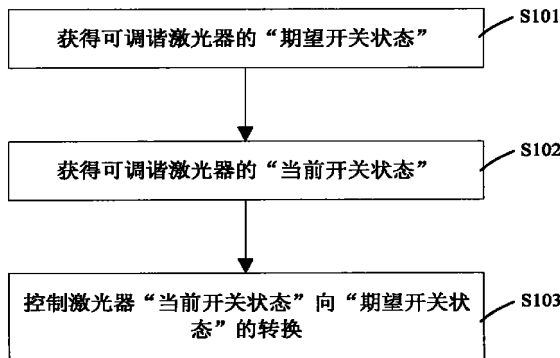 获得可调谐激光器的“期望开关状态”
S101
获得可调谐激光器的“当前开关状态”
S102
控制激光器“当前开关状态”向“期望开关状
态”的转换
S103